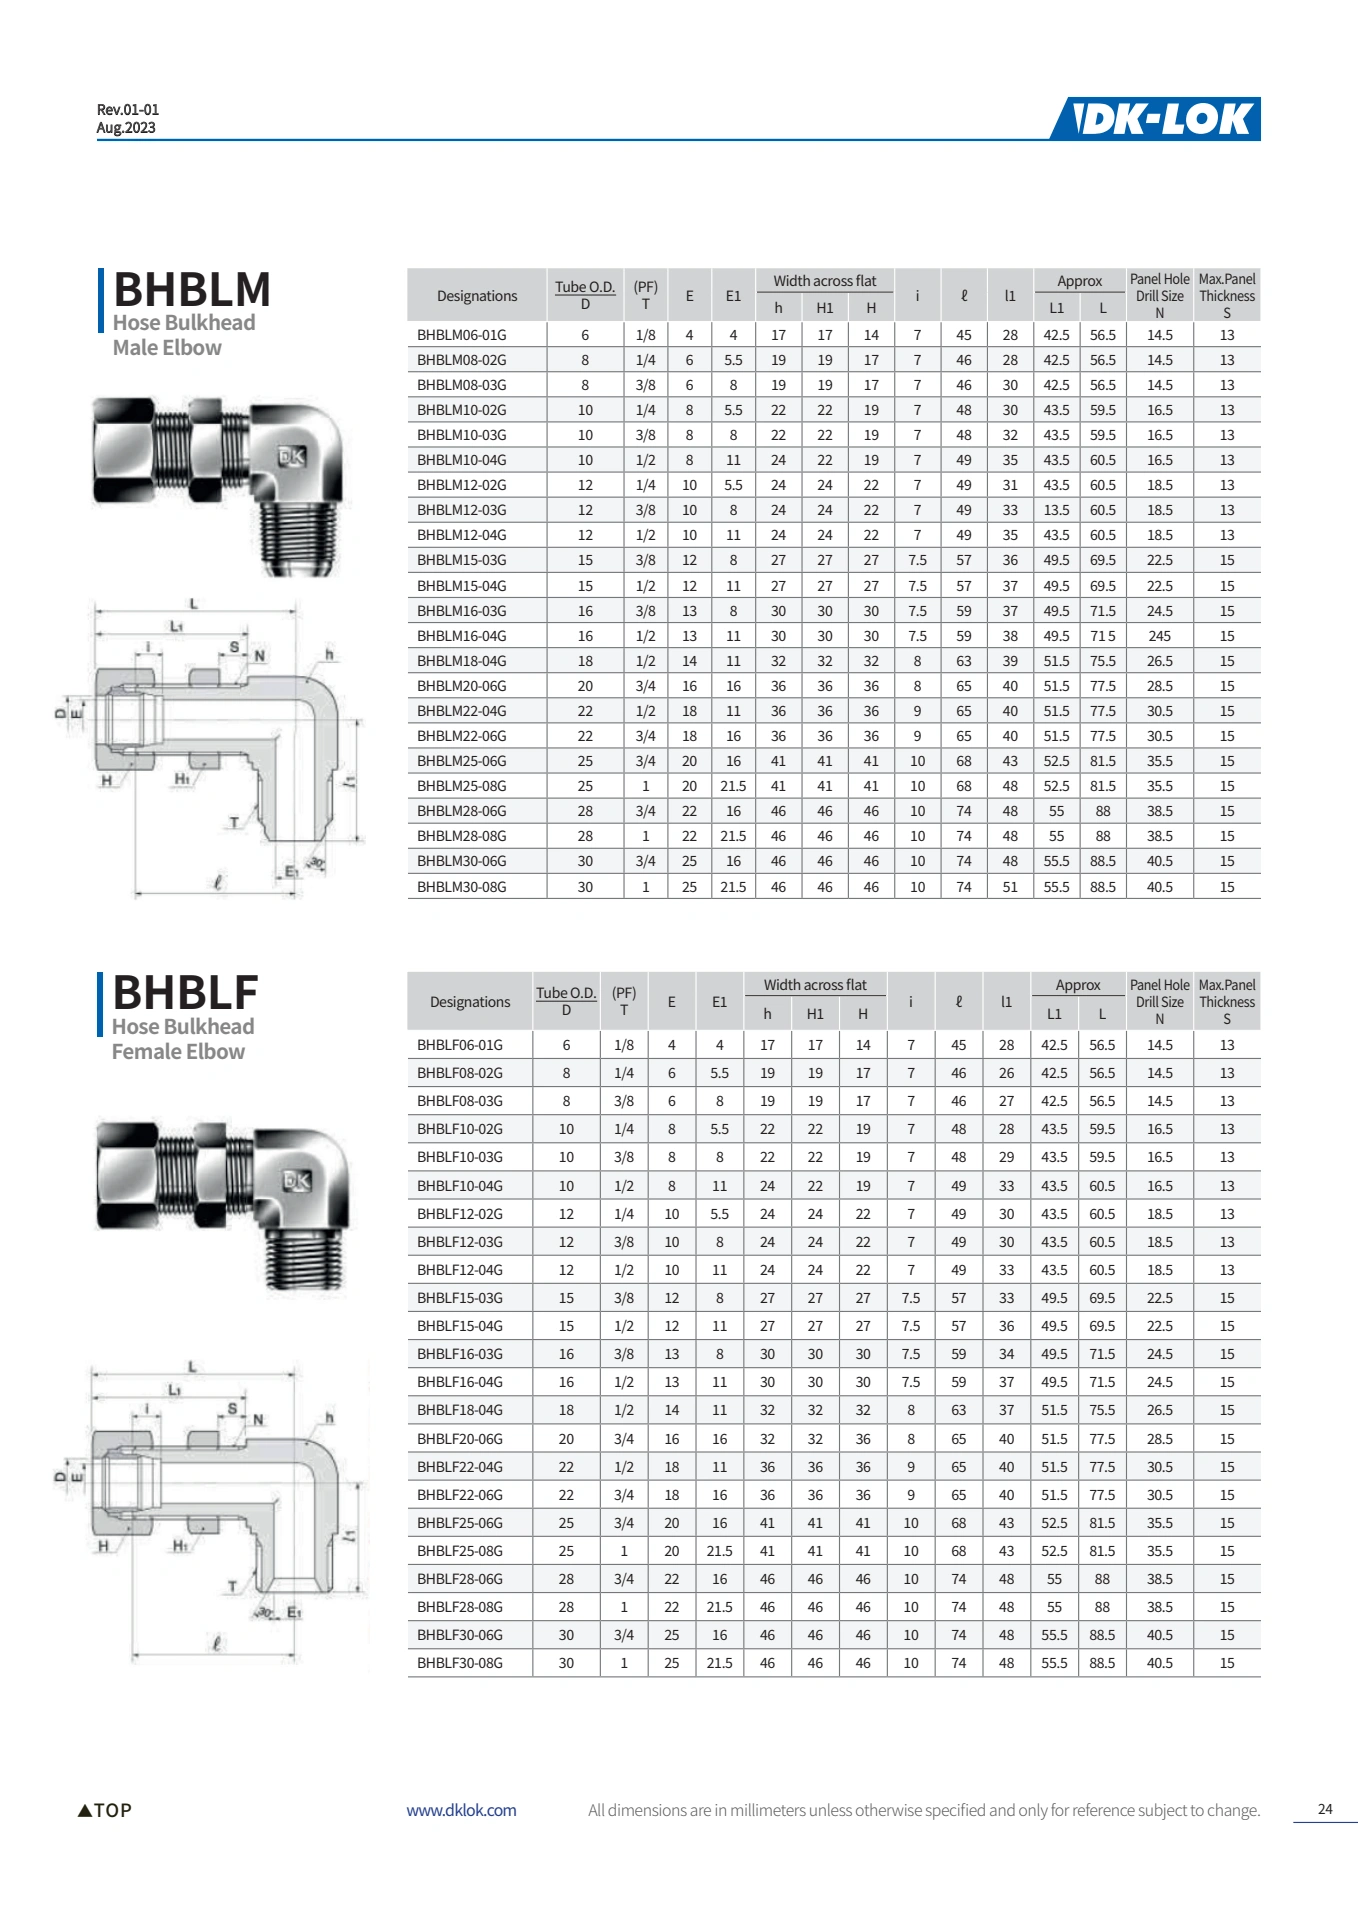 Rev.01-01
Aug.2023
DK-LOK
BHBLM
Hose Bulkhead
Male Elbow
DK
L
L1
i S N h
D E
H H1 l1
T
E1 30°
ℓ
Designations Tube O.D. D (PF) T E E1 Width across flat h H1 H i ℓ l1 Approx L1 L Panel Hole Drill Size N Max.Panel Thickness S
BHBLM06-01G 6 1/8 4 4 17 17 14 7 45 28 42.5 56.5 14.5 13
BHBLM08-02G 8 1/4 6 5.5 19 19 17 7 46 28 42.5 56.5 14.5 13
BHBLM08-03G 8 3/8 6 8 19 19 17 7 46 30 42.5 56.5 14.5 13
BHBLM10-02G 10 1/4 8 5.5 22 22 19 7 48 30 43.5 59.5 16.5 13
BHBLM10-03G 10 3/8 8 8 22 22 19 7 48 32 43.5 59.5 16.5 13
BHBLM10-04G 10 1/2 8 11 24 22 19 7 49 35 43.5 60.5 16.5 13
BHBLM12-02G 12 1/4 10 5.5 24 24 22 7 49 31 43.5 60.5 18.5 13
BHBLM12-03G 12 3/8 10 8 24 24 22 7 49 33 13.5 60.5 18.5 13
BHBLM12-04G 12 1/2 10 11 24 24 22 7 49 35 43.5 60.5 18.5 13
BHBLM15-03G 15 3/8 12 8 27 27 27 7.5 57 36 49.5 69.5 22.5 15
BHBLM15-04G 15 1/2 12 11 27 27 27 7.5 57 37 49.5 69.5 22.5 15
BHBLM16-03G 16 3/8 13 8 30 30 30 7.5 59 37 49.5 71.5 24.5 15
BHBLM16-04G 16 1/2 13 11 30 30 30 7.5 59 38 49.5 71 5 245 15
BHBLM18-04G 18 1/2 14 11 32 32 32 8 63 39 51.5 75.5 26.5 15
BHBLM20-06G 20 3/4 16 16 36 36 36 8 65 40 51.5 77.5 28.5 15
BHBLM22-04G 22 1/2 18 11 36 36 36 9 65 40 51.5 77.5 30.5 15
BHBLM22-06G 22 3/4 18 16 36 36 36 9 65 40 51.5 77.5 30.5 15
BHBLM25-06G 25 3/4 20 16 41 41 41 10 68 43 52.5 81.5 35.5 15
BHBLM25-08G 25 1 20 21.5 41 41 41 10 68 48 52.5 81.5 35.5 15
BHBLM28-06G 28 3/4 22 16 46 46 46 10 74 48 55 88 38.5 15
BHBLM28-08G 28 1 22 21.5 46 46 46 10 74 48 55 88 38.5 15
BHBLM30-06G 30 3/4 25 16 46 46 46 10 74 48 55.5 88.5 40.5 15
BHBLM30-08G 30 1 25 21.5 46 46 46 10 74 51 55.5 88.5 40.5 15
BHBLF
Hose Bulkhead
Female Elbow
DK
L
L1
i S N h
D E
H H1 l1
T
30° E1
ℓ
Designations Tube O.D. D (PF) T E E1 Width across flat h H1 H i ℓ l1 Approx L1 L Panel Hole Drill Size N Max.Panel Thickness S
BHBLF06-01G 6 1/8 4 4 17 17 14 7 45 28 42.5 56.5 14.5 13
BHBLF08-02G 8 1/4 6 5.5 19 19 17 7 46 26 42.5 56.5 14.5 13
BHBLF08-03G 8 3/8 6 8 19 19 17 7 46 27 42.5 56.5 14.5 13
BHBLF10-02G 10 1/4 8 5.5 22 22 19 7 48 28 43.5 59.5 16.5 13
BHBLF10-03G 10 3/8 8 8 22 22 19 7 48 29 43.5 59.5 16.5 13
BHBLF10-04G 10 1/2 8 11 24 22 19 7 49 33 43.5 60.5 16.5 13
BHBLF12-02G 12 1/4 10 5.5 24 24 22 7 49 30 43.5 60.5 18.5 13
BHBLF12-03G 12 3/8 10 8 24 24 22 7 49 30 43.5 60.5 18.5 13
BHBLF12-04G 12 1/2 10 11 24 24 22 7 49 33 43.5 60.5 18.5 13
BHBLF15-03G 15 3/8 12 8 27 27 27 7.5 57 33 49.5 69.5 22.5 15
BHBLF15-04G 15 1/2 12 11 27 27 27 7.5 57 36 49.5 69.5 22.5 15
BHBLF16-03G 16 3/8 13 8 30 30 30 7.5 59 34 49.5 71.5 24.5 15
BHBLF16-04G 16 1/2 13 11 30 30 30 7.5 59 37 49.5 71.5 24.5 15
BHBLF18-04G 18 1/2 14 11 32 32 32 8 63 37 51.5 75.5 26.5 15
BHBLF20-06G 20 3/4 16 16 32 32 36 8 65 40 51.5 77.5 28.5 15
BHBLF22-04G 22 1/2 18 11 36 36 36 9 65 40 51.5 77.5 30.5 15
BHBLF22-06G 22 3/4 18 16 36 36 36 9 65 40 51.5 77.5 30.5 15
BHBLF25-06G 25 3/4 20 16 41 41 41 10 68 43 52.5 81.5 35.5 15
BHBLF25-08G 25 1 20 21.5 41 41 41 10 68 43 52.5 81.5 35.5 15
BHBLF28-06G 28 3/4 22 16 46 46 46 10 74 48 55 88 38.5 15
BHBLF28-08G 28 1 22 21.5 46 46 46 10 74 48 55 88 38.5 15
BHBLF30-06G 30 3/4 25 16 46 46 46 10 74 48 55.5 88.5 40.5 15
BHBLF30-08G 30 1 25 21.5 46 46 46 10 74 48 55.5 88.5 40.5 15
▲TOP
www.dklok.com
All dimensions are in millimeters unless otherwise specified and only for reference subject to change.
24